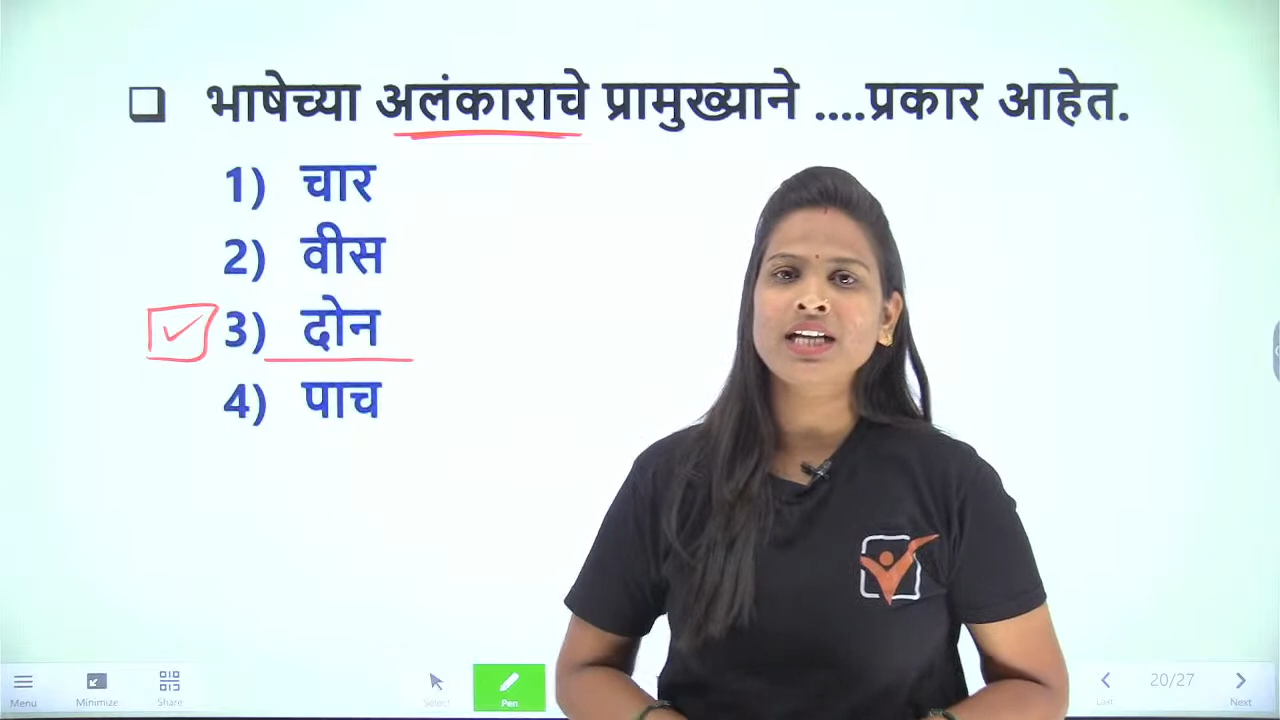 ❑ भाषेच्या अलंकाराचे प्रामुख्याने ....प्रकार आहेत.
1) चार
2) वीस
3) दोन
4) पाच
Menu Minimize Share Select Pen Last 20/27 Next